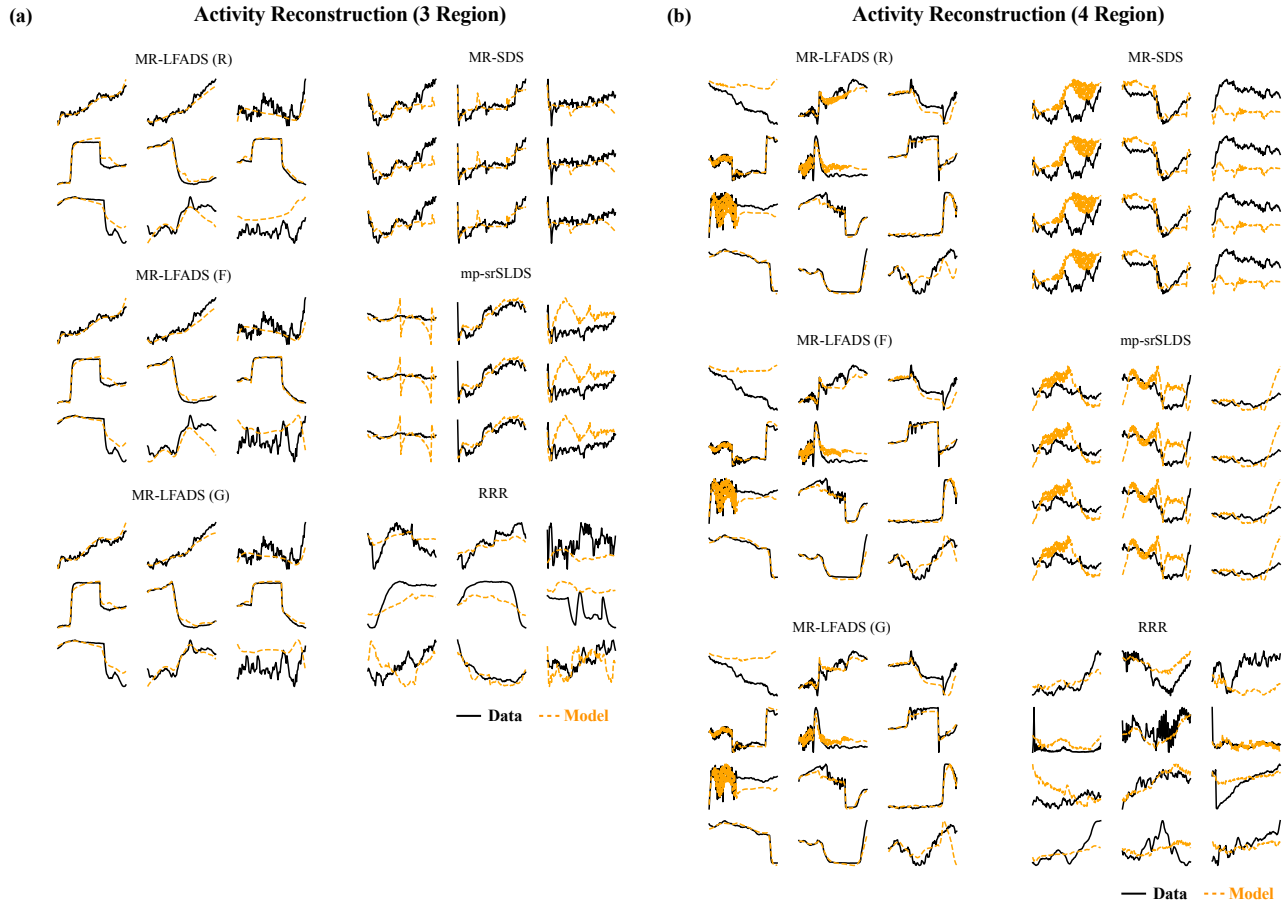 (a) Activity Reconstruction (3 Region)
MR-LFADS (R) MR-SDS
MR-LFADS (F) mp-srSLDS
MR-LFADS (G) RRR
Data Model
(b) Activity Reconstruction (4 Region)
MR-LFADS (R) MR-SDS
MR-LFADS (F) mp-srSLDS
MR-LFADS (G) RRR
Data Model